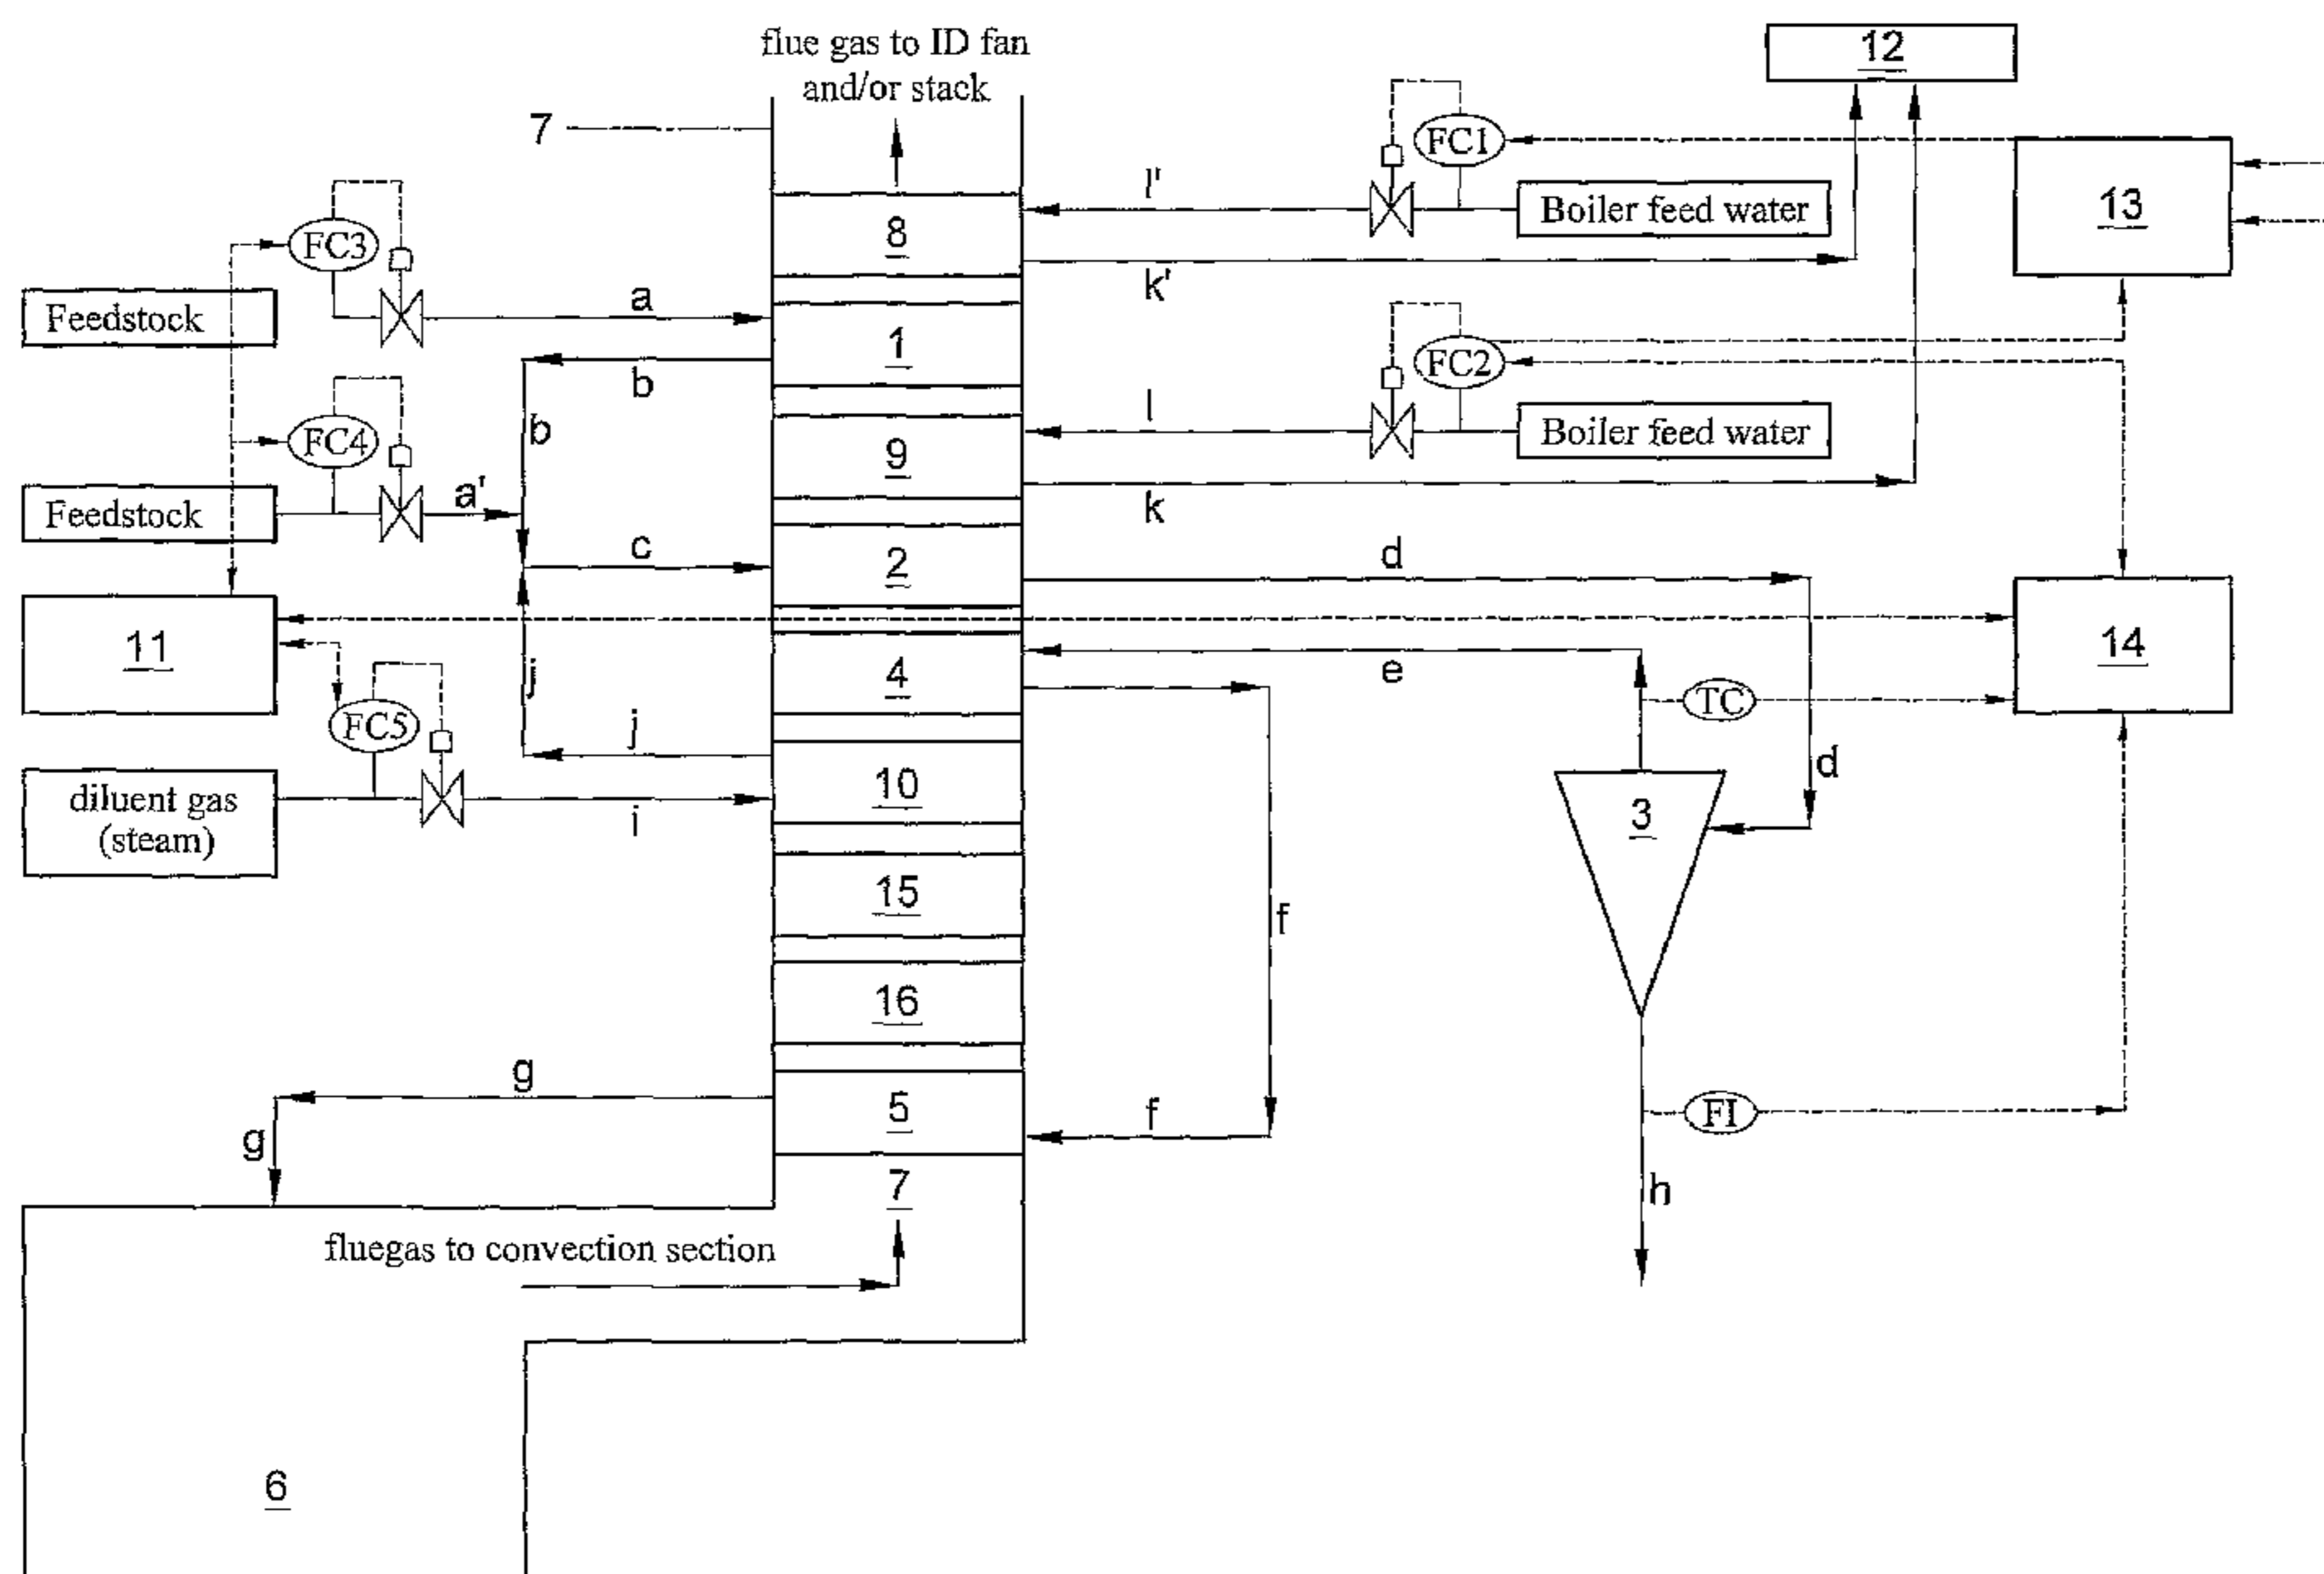 flue gas to ID fan
and/or stack
12
7
FC1
13
l'
Boiler feed water
8
FC3
k'
Feedstock
a
1
FC2
b
b
l
Boiler feed water
9
FC4
a'
Feedstock
k
c
2
d
11
14
e
4
j
TC
FC5
j
d
diluent gas
(steam)
i
10
3
15
f
16
g
g
5
f
FI
7
h
fluegas to convection section
6